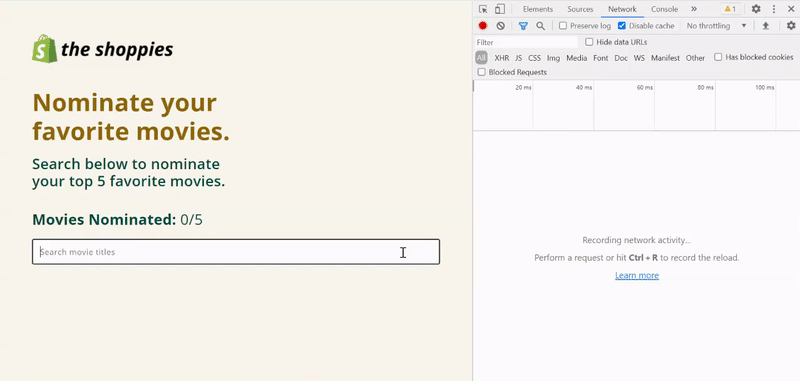 the shoppies
Nominate your
favorite movies.
Search below to nominate
your top 5 favorite movies.
Movies Nominated: 0/5
Search movie titles
Elements Sources Network Console » 1
Preserve log Disable cache No throttling
Filter Hide data URLs
All XHR JS CSS Img Media Font Doc WS Manifest Other Has blocked cookies
Blocked Requests
20 ms 40 ms 60 ms 80 ms 100 ms
Recording network activity...
Perform a request or hit Ctrl + R to record the reload.
Learn more